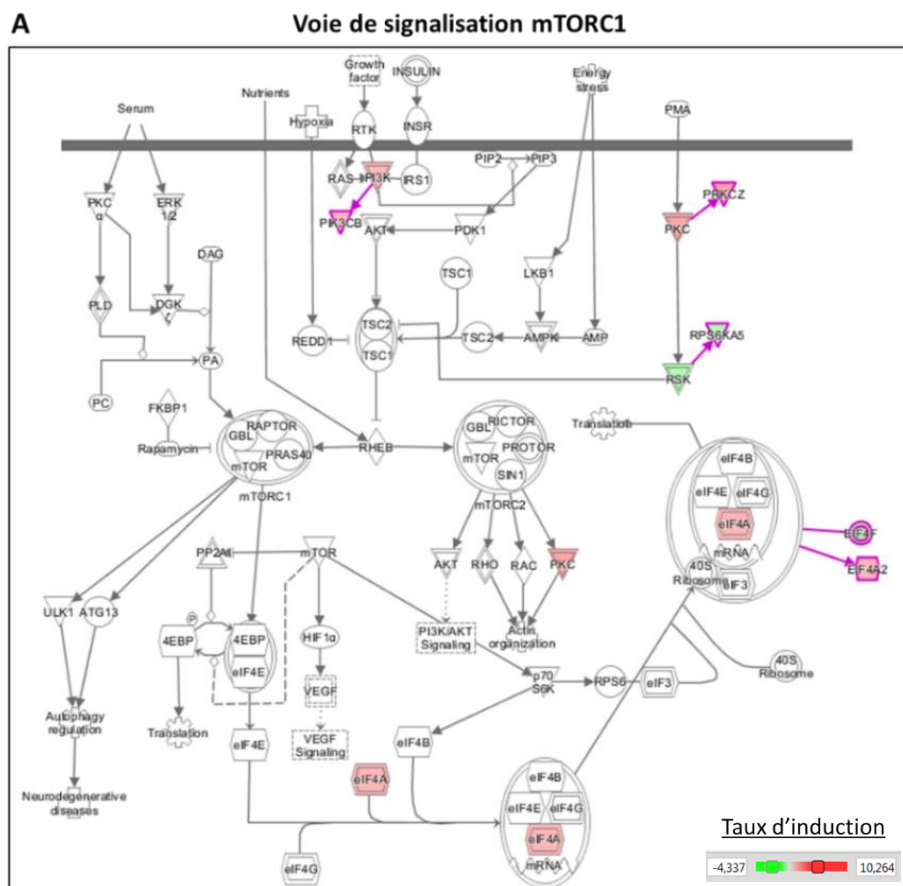 A
Voie de signalisation mTORC1
Growth
factor
INSULIN
Energy
stress
Nutrients
Serum
Hypoxia
RTK
INSR
PMA
PIP2
PIP3
RAS
PI3K
IRS1
PRKCZ
PKC
α
ERK
1/2
PIK3CB
AKT
PDK1
PKC
DAG
LKB1
TSC1
PLD
DGK
ζ
TSC2
REDD1
TSC2
AMPK
AMP
RPS6KA5
TSC1
PA
RSK
PC
FKBP1
RAPTOR
GBL
RICTOR
GBL
Translation
Rapamycin
PRAS40
RHEB
PROTOR
mTOR
mTOR
eIF4B
SIN1
mTORC1
mTORC2
eIF4E
eIF4G
eIF4A
EIF4F
PP2A
mTOR
mRNA
AKT
RHO
RAC
PKC
40S
Ribosome
eIF3
EIF4A2
ULK1
ATG13
P
4EBP
4EBP
HIF1α
PI3K/AKT
Signaling
Actin
organization
eIF4E
p70
S6K
RPS6
eIF3
40S
Ribosome
VEGF
Autophagy
regulation
Translation
eIF4E
VEGF
Signaling
eIF4B
eIF4A
eIF4B
Neurodegenerative
diseases
eIF4E
eIF4G
eIF4A
eIF4G
mRNA
Taux d'induction
-4,337
10,264